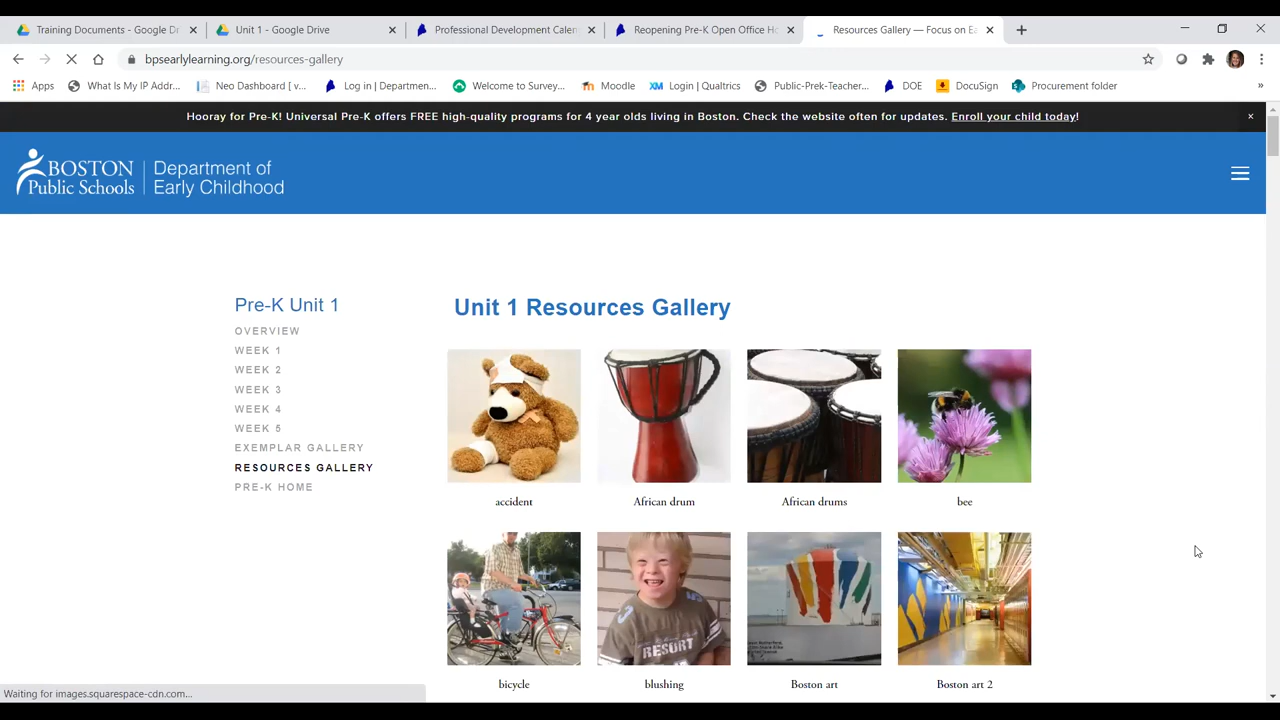 Training Documents - Google Dr
Unit 1 - Google Drive
Professional Development Calen
Reopening Pre-K Open Office Ho
Resources Gallery — Focus on Ea
bpsearlylearning.org/resources-gallery
Apps
What Is My IP Addr...
Neo Dashboard [ v...
Log in | Departmen...
Welcome to Survey...
Moodle
XM Login | Qualtrics
Public-Prek-Teacher...
DOE
DocuSign
Procurement folder
»
Hooray for Pre-K! Universal Pre-K offers FREE high-quality programs for 4 year olds living in Boston. Check the website often for updates. Enroll your child today!
BOSTON
Public Schools
Department of
Early Childhood
Pre-K Unit 1
OVERVIEW
WEEK 1
WEEK 2
WEEK 3
WEEK 4
WEEK 5
EXEMPLAR GALLERY
RESOURCES GALLERY
PRE-K HOME
Unit 1 Resources Gallery
accident
African drum
African drums
bee
RESORT
bicycle
blushing
Boston art
Boston art 2
Waiting for images.squarespace-cdn.com...